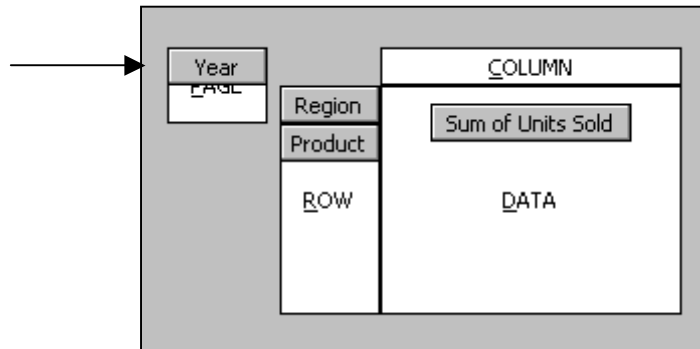 Year
PAGE
COLUMN
Region
Product
ROW
Sum of Units Sold
DATA